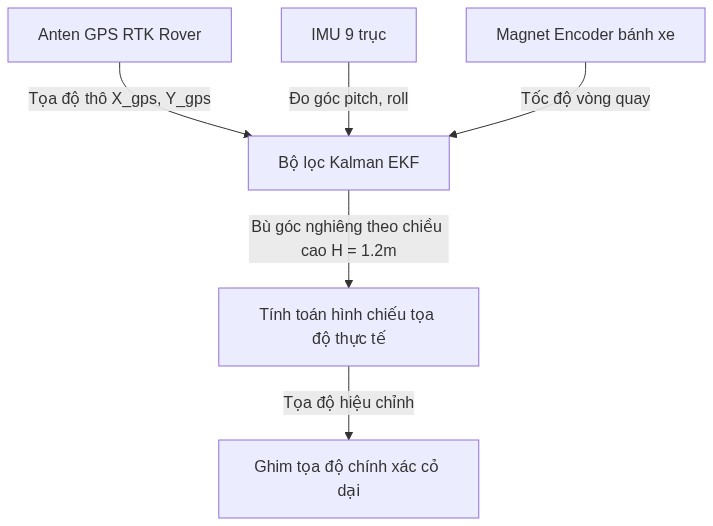 Anten GPS RTK Rover
IMU 9 trục
Magnet Encoder bánh xe
Tọa độ thô X_gps, Y_gps
Đo góc pitch, roll
Tốc độ vòng quay
Bộ lọc Kalman EKF
Bù góc nghiêng theo chiều
cao H = 1.2m
Tính toán hình chiếu tọa
độ thực tế
Tọa độ hiệu chỉnh
Ghim tọa độ chính xác cỏ
dại